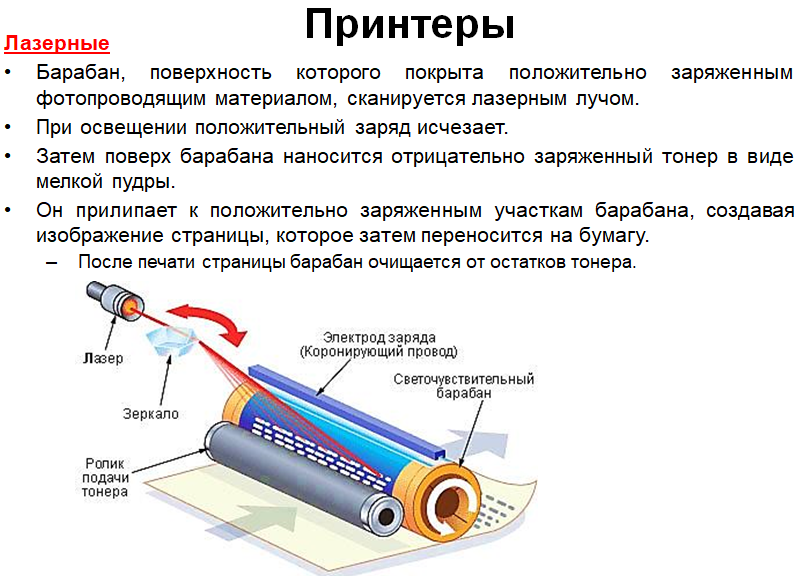 Принтеры
Лазерные
• Барабан, поверхность которого покрыта положительно заряженным
фотопроводящим материалом, сканируется лазерным лучом.
• При освещении положительный заряд исчезает.
• Затем поверх барабана наносится отрицательно заряженный тонер в виде
мелкой пудры.
• Он прилипает к положительно заряженным участкам барабана, создавая
изображение страницы, которое затем переносится на бумагу.
– После печати страницы барабан очищается от остатков тонера.
Лазер
Зеркало
Электрод заряда
(Коронирующий провод)
Светочувствительный
барабан
Ролик
подачи
тонера